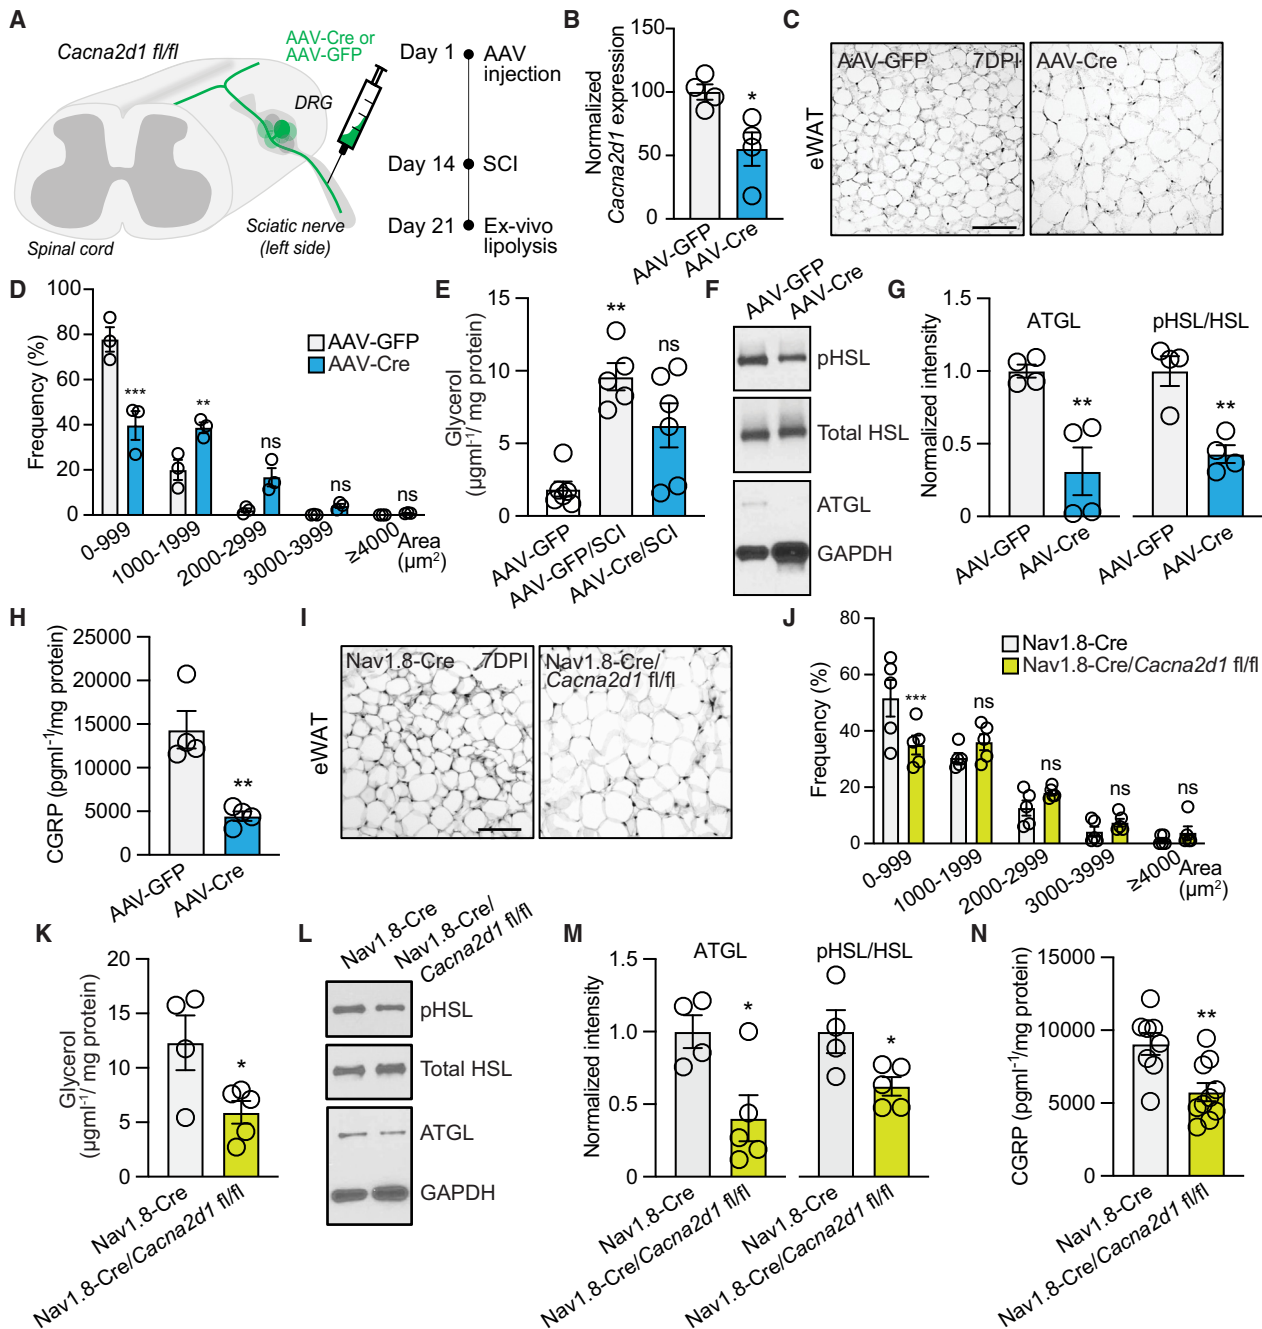 A
Cacna2d1 fl/fl
AAV-Cre or
AAV-GFP
DRG
Spinal cord
Sciatic nerve
(left side)
Day 1
AAV
injection
Day 14
SCI
Day 21
Ex-vivo
lipolysis
B
Normalized
Cacna2d1 expression
150
100
50
0
*
AAV-GFP
AAV-Cre
C
eWAT
AAV-GFP
7DPI
AAV-Cre
D
Frequency (%)
100
80
60
40
20
0
AAV-GFP
AAV-Cre
***
**
ns
ns
ns
0-999
1000-1999
2000-2999
3000-3999
≥4000
Area
(µm²)
E
Glycerol
(µgml⁻¹/ mg protein)
15
10
5
0
**
ns
AAV-GFP
AAV-GFP/SCI
AAV-Cre/SCI
F
AAV-GFP
AAV-Cre
pHSL
Total HSL
ATGL
GAPDH
G
Normalized intensity
1.5
1.0
0.5
0
ATGL
pHSL/HSL
**
**
AAV-GFP
AAV-Cre
AAV-GFP
AAV-Cre
H
CGRP (pgml⁻¹/mg protein)
25000
20000
15000
10000
5000
0
**
AAV-GFP
AAV-Cre
I
eWAT
Nav1.8-Cre
7DPI
Nav1.8-Cre/
Cacna2d1 fl/fl
J
Frequency (%)
80
60
40
20
0
Nav1.8-Cre
Nav1.8-Cre/Cacna2d1 fl/fl
***
ns
ns
ns
ns
0-999
1000-1999
2000-2999
3000-3999
≥4000
Area
(µm²)
K
Glycerol
(µgml⁻¹/ mg protein)
20
15
10
5
0
*
Nav1.8-Cre
Nav1.8-Cre/Cacna2d1 fl/fl
L
Nav1.8-Cre
Nav1.8-Cre/
Cacna2d1 fl/fl
pHSL
Total HSL
ATGL
GAPDH
M
Normalized intensity
1.5
1.0
0.5
0
ATGL
pHSL/HSL
*
*
Nav1.8-Cre
Nav1.8-Cre/Cacna2d1 fl/fl
Nav1.8-Cre
Nav1.8-Cre/Cacna2d1 fl/fl
N
CGRP (pgml⁻¹/mg protein)
15000
10000
5000
0
**
Nav1.8-Cre
Nav1.8-Cre/Cacna2d1 fl/fl